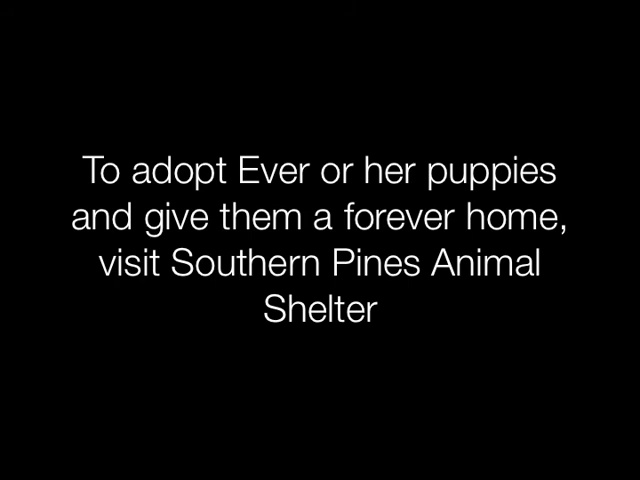 To adopt Ever or her puppies
and give them a forever home,
visit Southern Pines Animal
Shelter